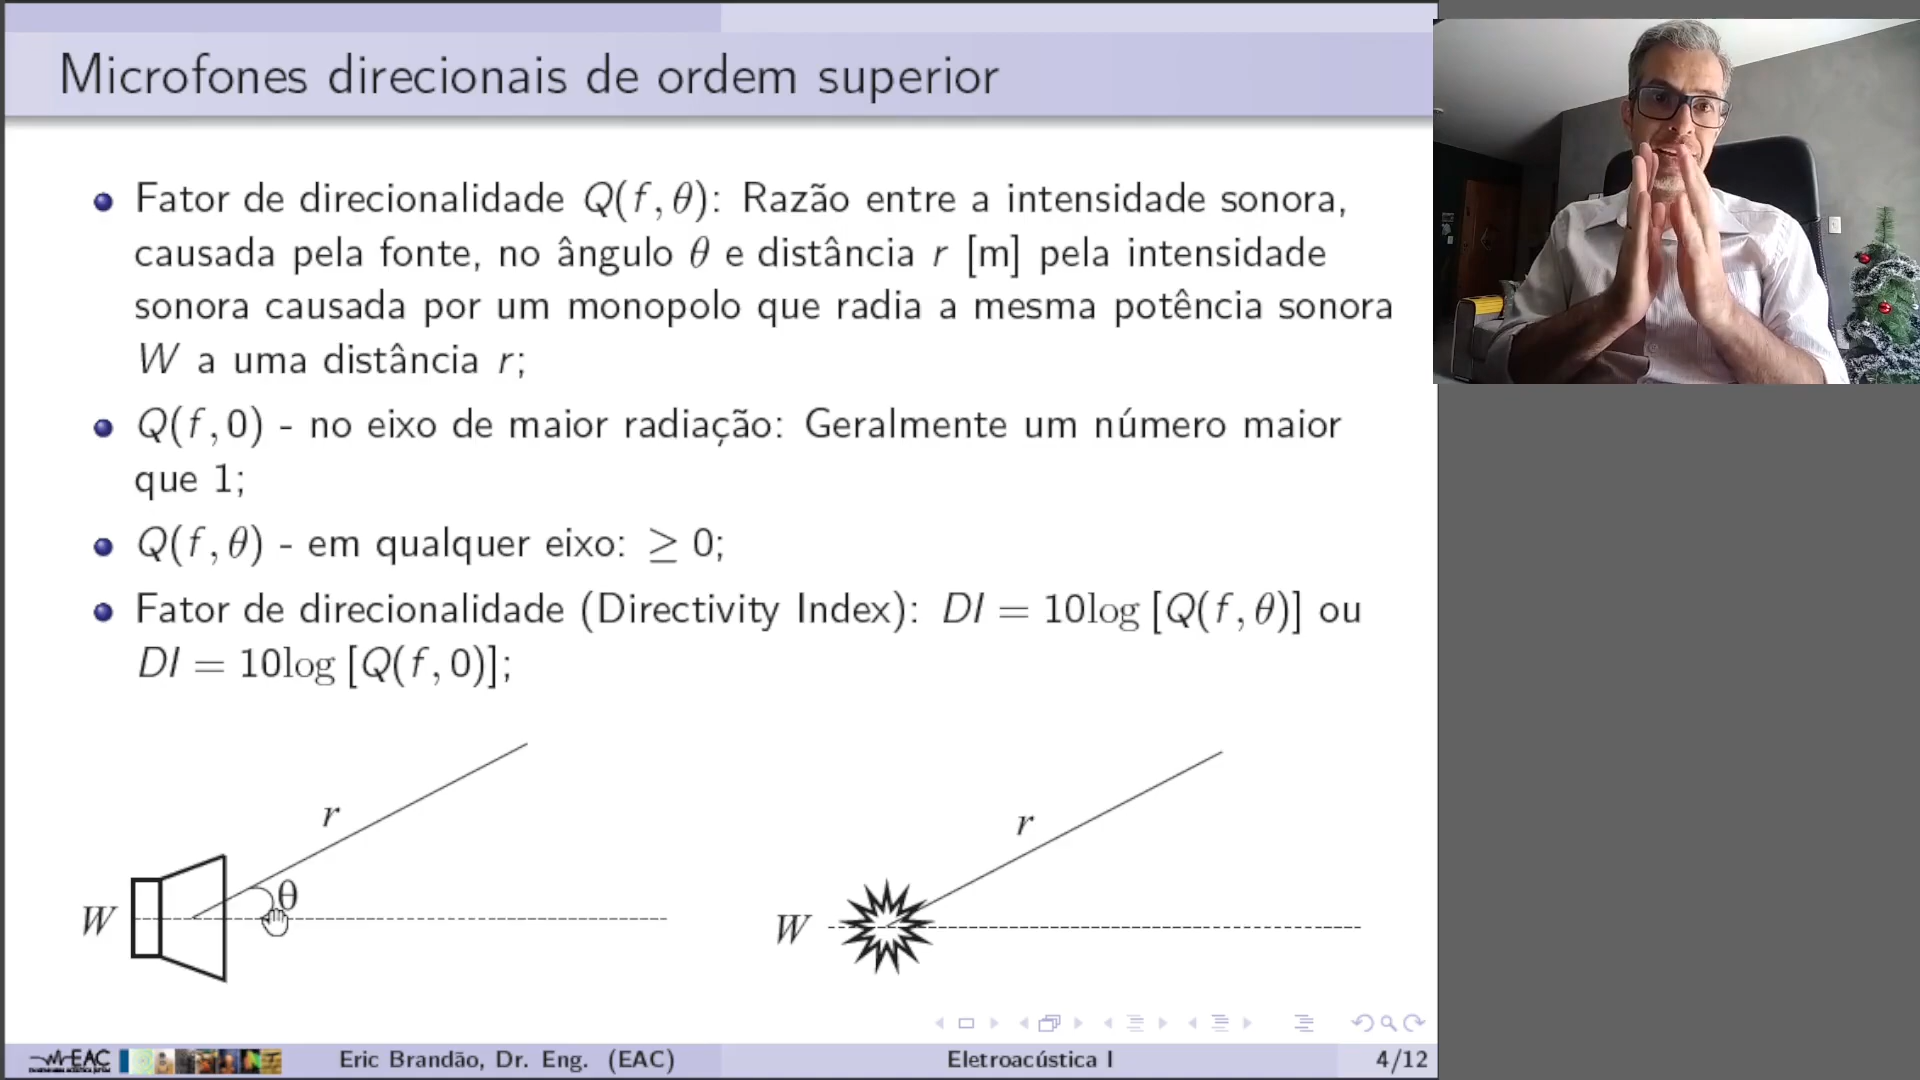 Microfones direcionais de ordem superior
Fator de direcionalidade Q(f, θ): Razão entre a intensidade sonora,
causada pela fonte, no ângulo θ e distância r [m] pela intensidade
sonora causada por um monopolo que radia a mesma potência sonora
W a uma distância r;
Q(f, 0) - no eixo de maior radiação: Geralmente um número maior
que 1;
Q(f, θ) - em qualquer eixo: ≥ 0;
Fator de direcionalidade (Directivity Index): DI = 10log [Q(f, θ)] ou
DI = 10log [Q(f, 0)];
r
θ
W
r
W
EAC
Eric Brandão, Dr. Eng. (EAC)
Eletroacústica I
4/12